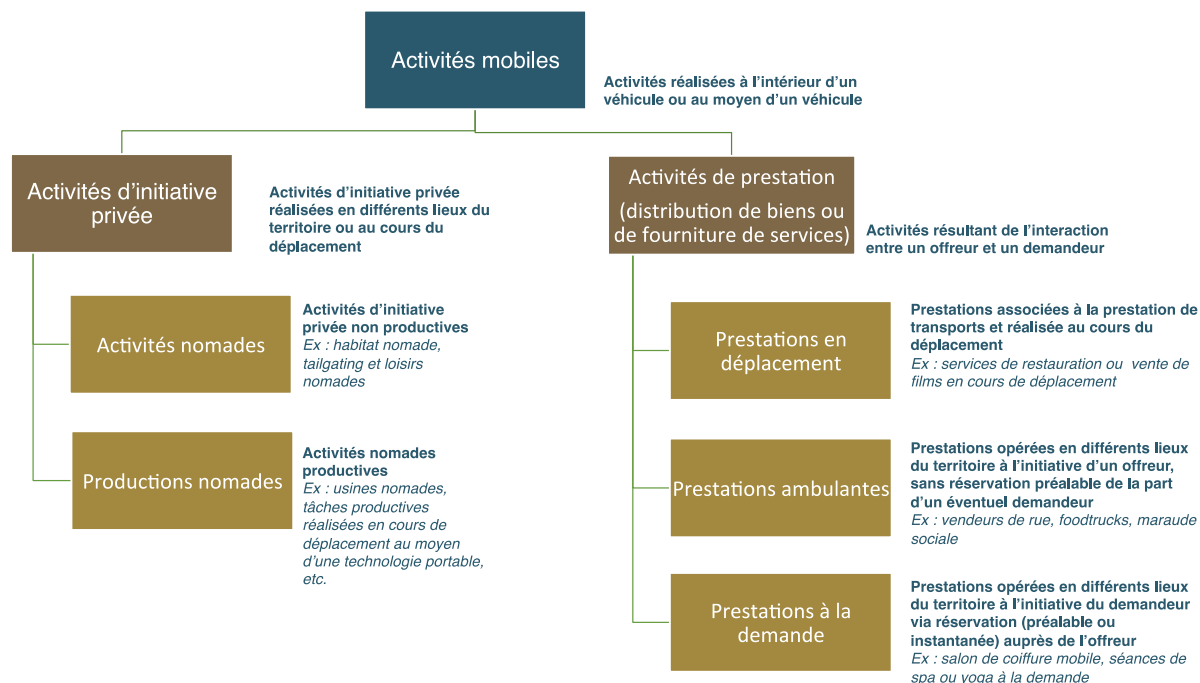 Activités mobiles
Activités réalisées à l'intérieur d'un
véhicule ou au moyen d'un véhicule
Activités d'initiative
privée
Activités d'initiative privée
réalisées en différents lieux du
territoire ou au cours du
déplacement
Activités de prestation
(distribution de biens ou
de fourniture de services)
Activités résultant de l'interaction
entre un offreur et un demandeur
Activités nomades
Activités d'initiative
privée non productives
Ex : habitat nomade,
tailgating et loisirs
nomades
Productions nomades
Activités nomades
productives
Ex : usines nomades,
tâches productives
réalisées en cours de
déplacement au moyen
d'une technologie portable,
etc.
Prestations en
déplacement
Prestations associées à la prestation de
transports et réalisée au cours du
déplacement
Ex : services de restauration ou vente de
films en cours de déplacement
Prestations ambulantes
Prestations opérées en différents lieux
du territoire à l'initiative d'un offreur,
sans réservation préalable de la part
d'un éventuel demandeur
Ex : vendeurs de rue, foodtrucks, maraude
sociale
Prestations à la
demande
Prestations opérées en différents lieux
du territoire à l'initiative du demandeur
via réservation (préalable ou
instantanée) auprès de l'offreur
Ex : salon de coiffure mobile, séances de
spa ou yoga à la demande